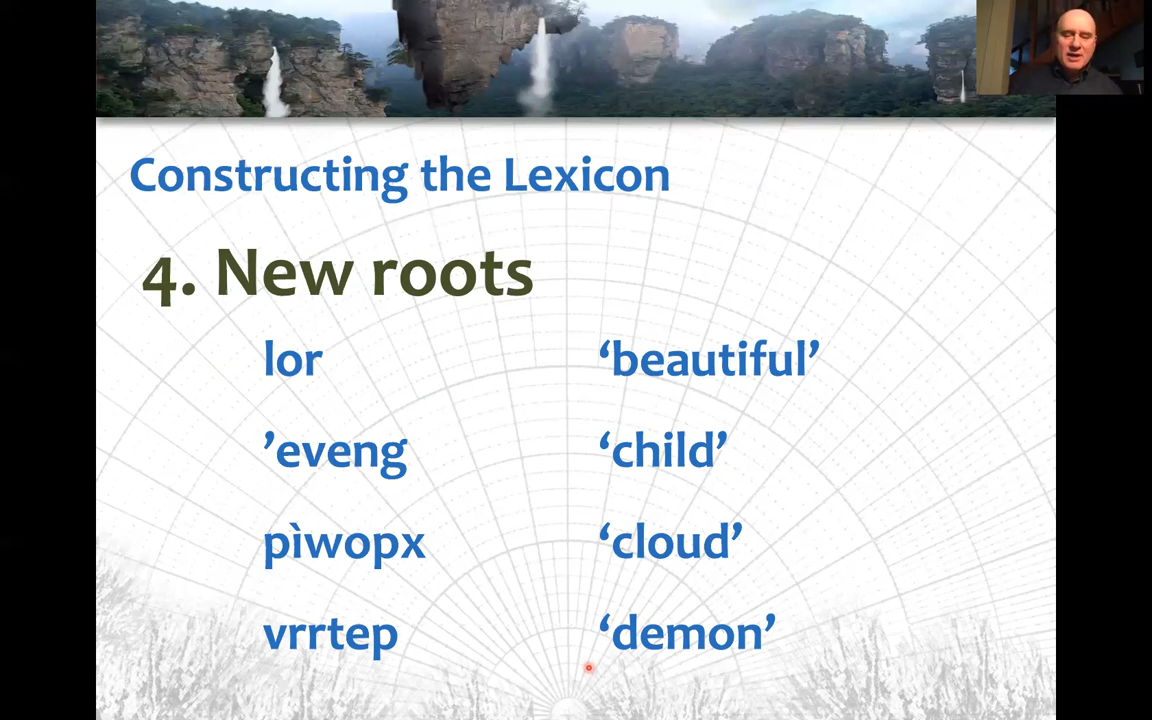 Constructing the Lexicon
4. New roots
lor ‘beautiful’
’eveng ‘child’
pìwopx ‘cloud’
vrrtep ‘demon’